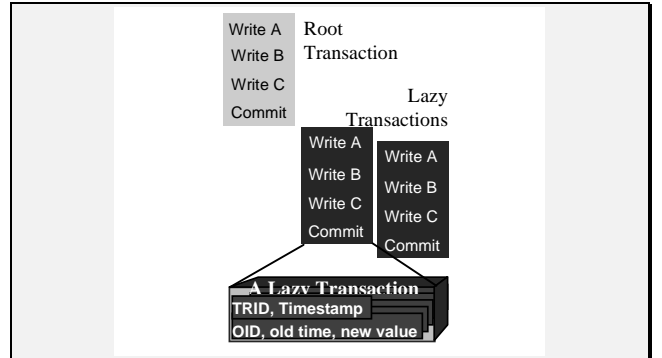 Write A
Write B
Write C
Commit
Root
Transaction
Lazy
Transactions
Write A
Write B
Write C
Commit
Write A
Write B
Write C
Commit
A Lazy Transaction
TRID, Timestamp
OID, old time, new value